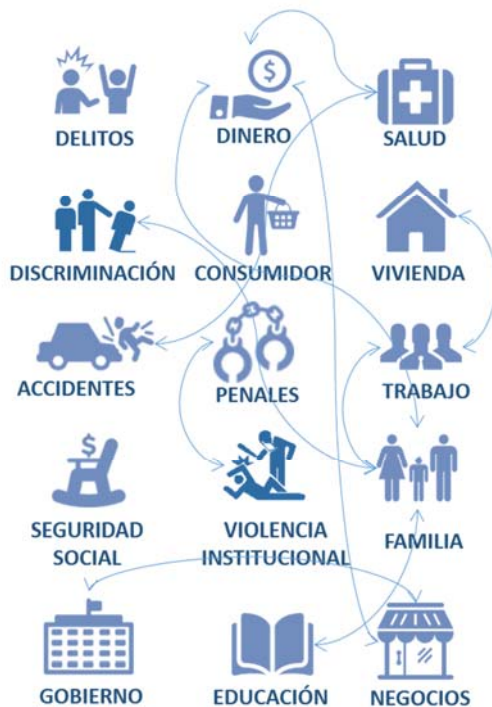 $
DELITOS
DINERO
SALUD
DISCRIMINACIÓN
CONSUMIDOR
VIVIENDA
ACCIDENTES
PENALES
TRABAJO
$
SEGURIDAD
SOCIAL
VIOLENCIA
INSTITUCIONAL
FAMILIA
GOBIERNO
EDUCACIÓN
NEGOCIOS